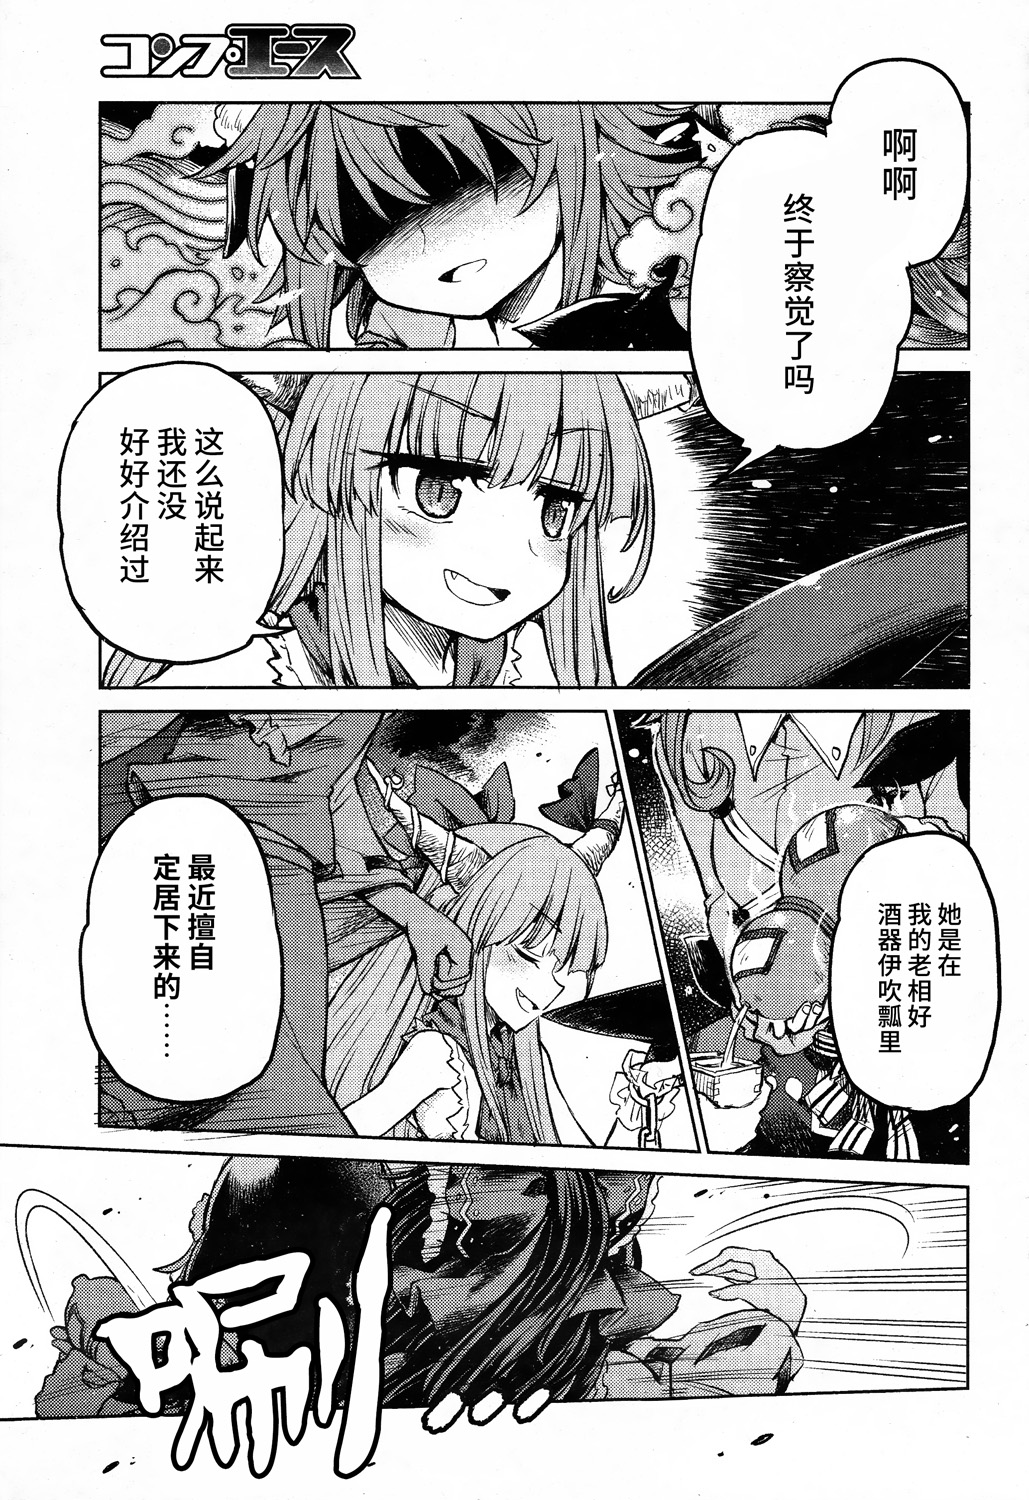 コンプエース
啊啊
终于察觉了吗
这么说起来
我还没
好好介绍过
她是在
我的老相好
酒器伊吹瓢里
最近擅自
定居下来的……
唰…